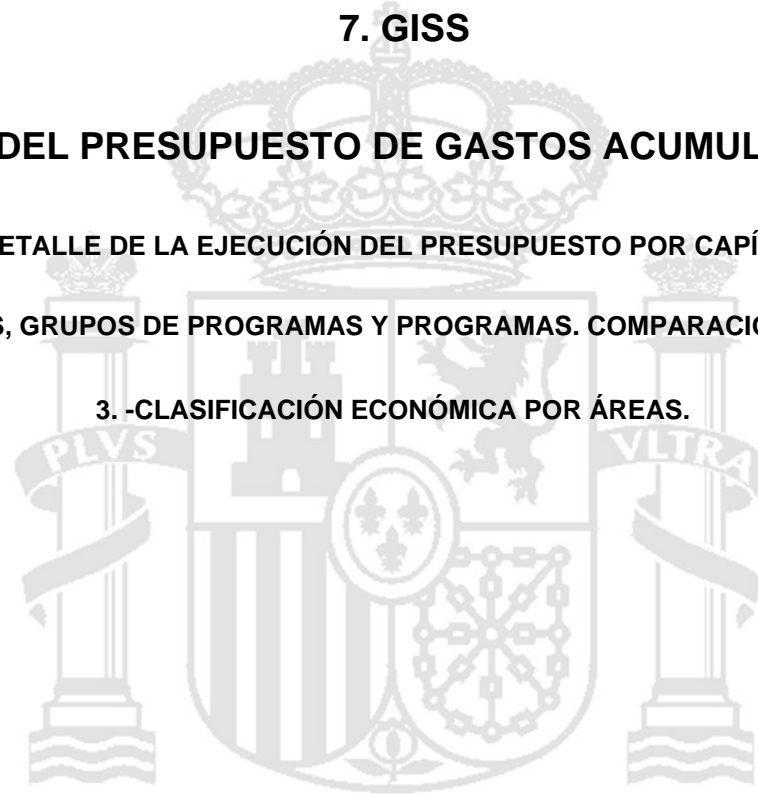 7. GISS
DEL PRESUPUESTO DE GASTOS ACUMUL
ETALLE DE LA EJECUCIÓN DEL PRESUPUESTO POR CAPÍ
S, GRUPOS DE PROGRAMAS Y PROGRAMAS. COMPARACIO
3. -CLASIFICACIÓN ECONÓMICA POR ÁREAS.
PLVS
VLTRA